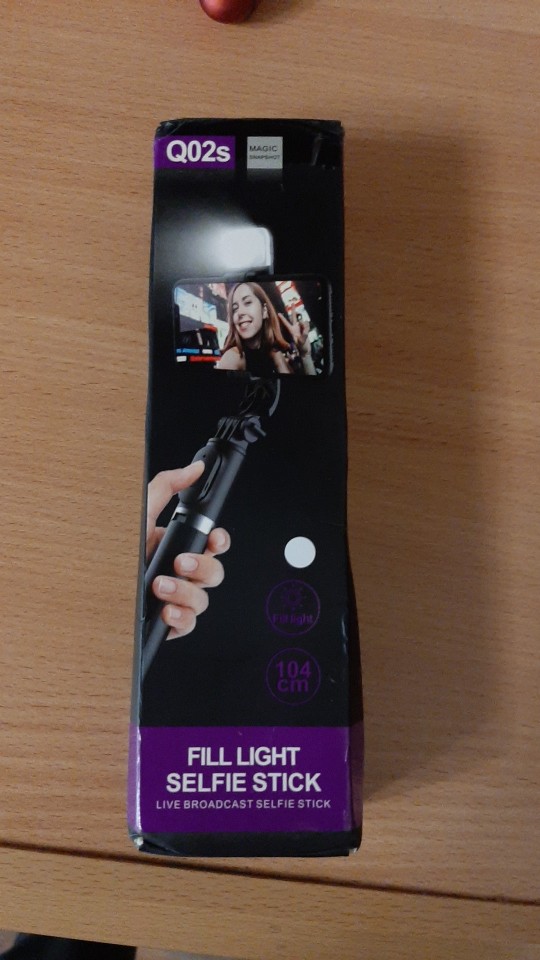 Q02s
MAGIC
SNAPSHOT
Fill light
104
cm
FILL LIGHT
SELFIE STICK
LIVE BROADCAST SELFIE STICK